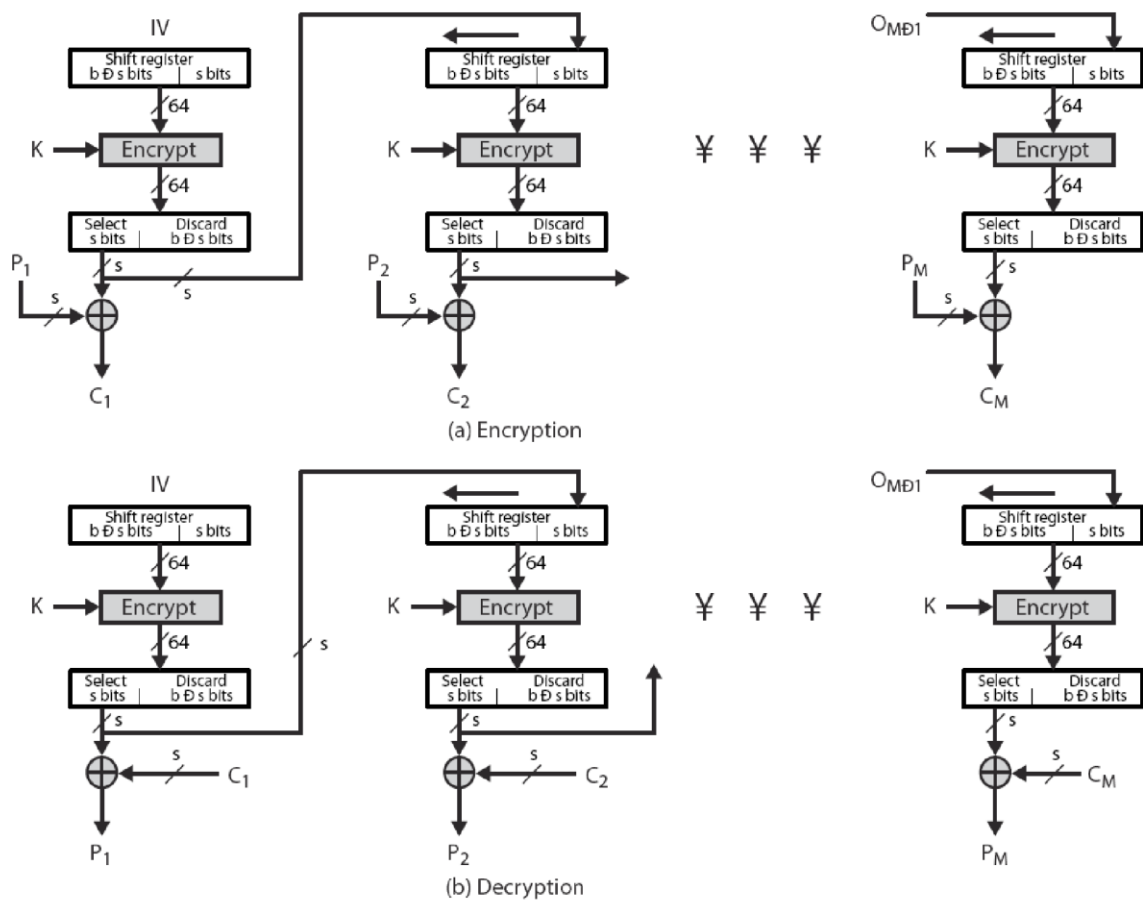 IV
O_MÐ1
Shift register
b Ð s bits | s bits
Shift register
b Ð s bits | s bits
Shift register
b Ð s bits | s bits
64
64
64
K
Encrypt
K
Encrypt
¥ ¥ ¥
K
Encrypt
64
64
64
Select Discard
s bits | b Ð s bits
Select Discard
s bits | b Ð s bits
Select Discard
s bits | b Ð s bits
P1
s
s
P2
s
PM
s
s
s
s
C1
C2
CM
(a) Encryption
IV
O_MÐ1
Shift register
b Ð s bits | s bits
Shift register
b Ð s bits | s bits
Shift register
b Ð s bits | s bits
64
64
64
K
Encrypt
K
Encrypt
¥ ¥ ¥
K
Encrypt
64
s
64
64
Select Discard
s bits | b Ð s bits
Select Discard
s bits | b Ð s bits
Select Discard
s bits | b Ð s bits
s
s
s
s
C1
s
C2
s
CM
P1
P2
PM
(b) Decryption